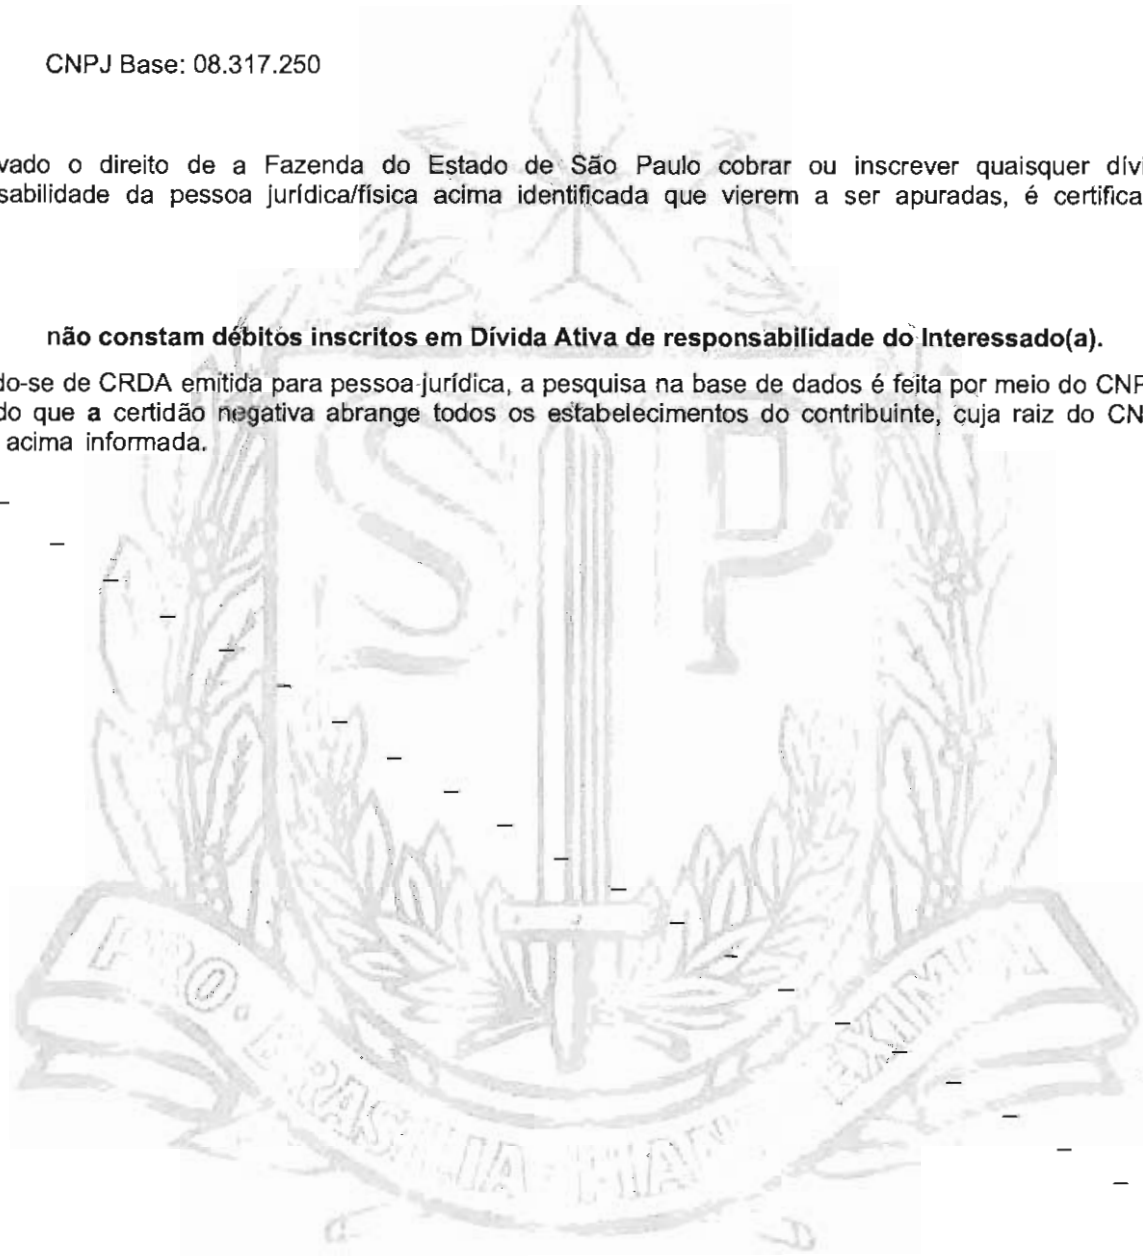 CNPJ Base: 08.317.250
vado o direito de a Fazenda do Estado de São Paulo cobrar ou inscrever quaisquer dívi
sabilidade da pessoa jurídica/física acima identificada que vierem a ser apuradas, é certifica
não constam débitos inscritos em Dívida Ativa de responsabilidade do Interessado(a).
do-se de CRDA emitida para pessoa jurídica, a pesquisa na base de dados é feita por meio do CNP
do que a certidão negativa abrange todos os estabelecimentos do contribuinte, cuja raiz do CN
acima informada.
S P
PRO BRASILIA FIANT EXIMIA